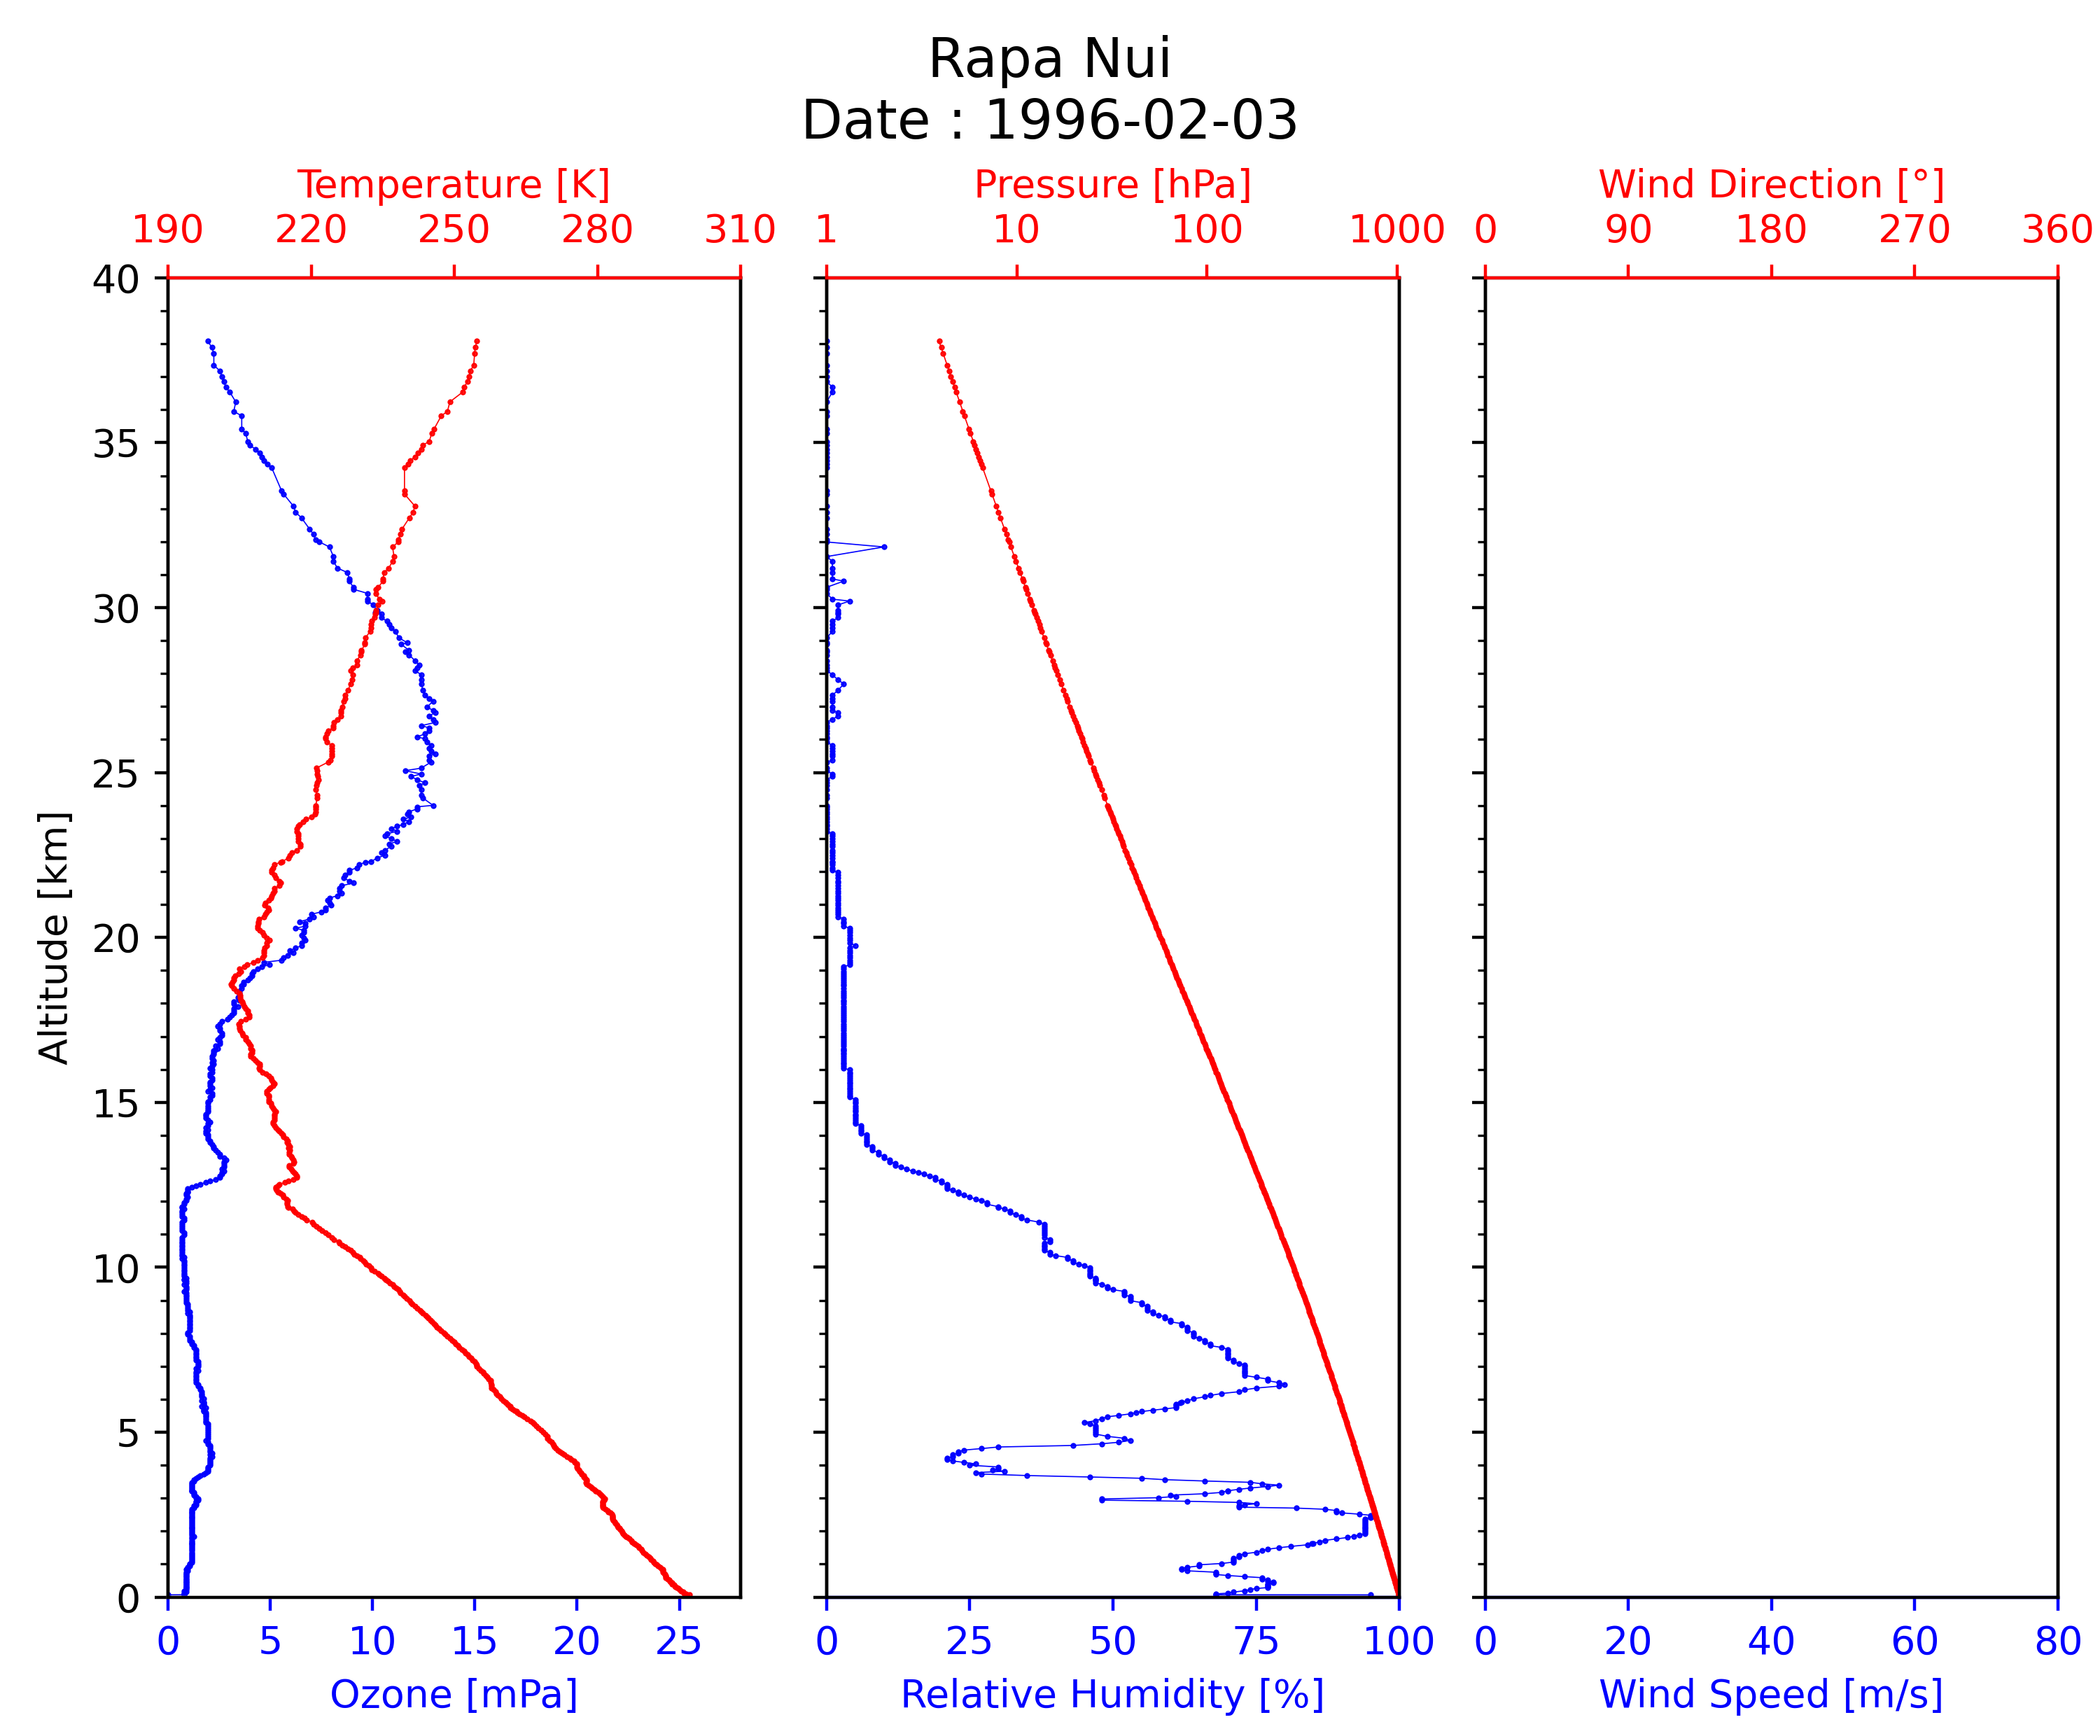 Rapa Nui
Date : 1996-02-03
Temperature [K]
190 220 250 280 310
Pressure [hPa]
1 10 100 1000
Wind Direction [°]
0 90 180 270 360
Altitude [km]
40
35
30
25
20
15
10
5
0
0 5 10 15 20 25
Ozone [mPa]
0 25 50 75 100
Relative Humidity [%]
0 20 40 60 80
Wind Speed [m/s]